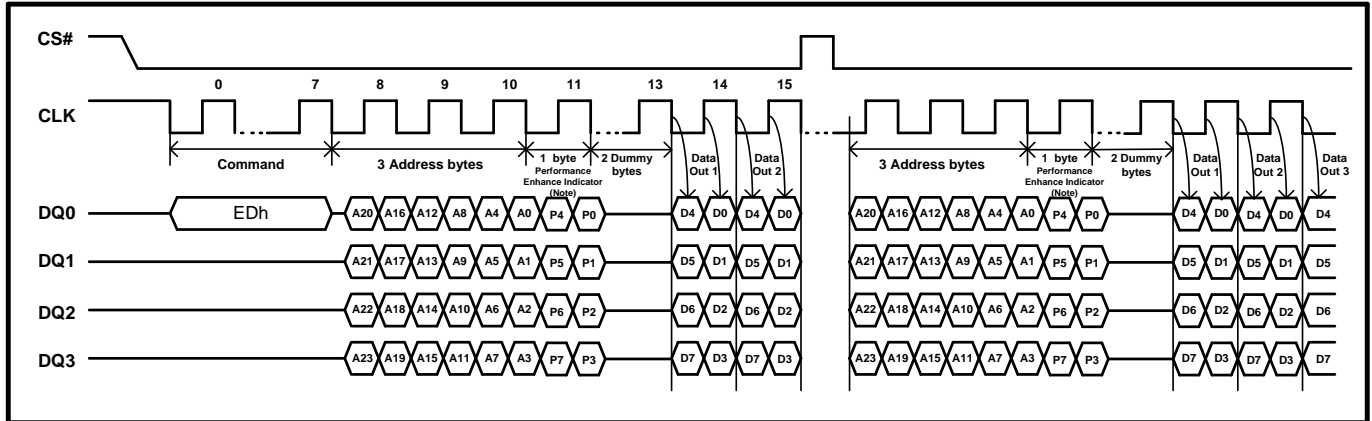 CS#
0 7 8 9 10 11 13 14 15
CLK
Command 3 Address bytes 1 byte Performance Enhance Indicator (Note) 2 Dummy bytes Data Out 1 Data Out 2 3 Address bytes 1 byte Performance Enhance Indicator (Note) 2 Dummy bytes Data Out 1 Data Out 2 Data Out 3
DQ0 EDh A20 A16 A12 A8 A4 A0 P4 P0 D4 D0 D4 D0 A20 A16 A12 A8 A4 A0 P4 P0 D4 D0 D4 D0 D4
DQ1 A21 A17 A13 A9 A5 A1 P5 P1 D5 D1 D5 D1 A21 A17 A13 A9 A5 A1 P5 P1 D5 D1 D5 D1 D5
DQ2 A22 A18 A14 A10 A6 A2 P6 P2 D6 D2 D6 D2 A22 A18 A14 A10 A6 A2 P6 P2 D6 D2 D6 D2 D6
DQ3 A23 A19 A15 A11 A7 A3 P7 P3 D7 D3 D7 D3 A23 A19 A15 A11 A7 A3 P7 P3 D7 D3 D7 D3 D7